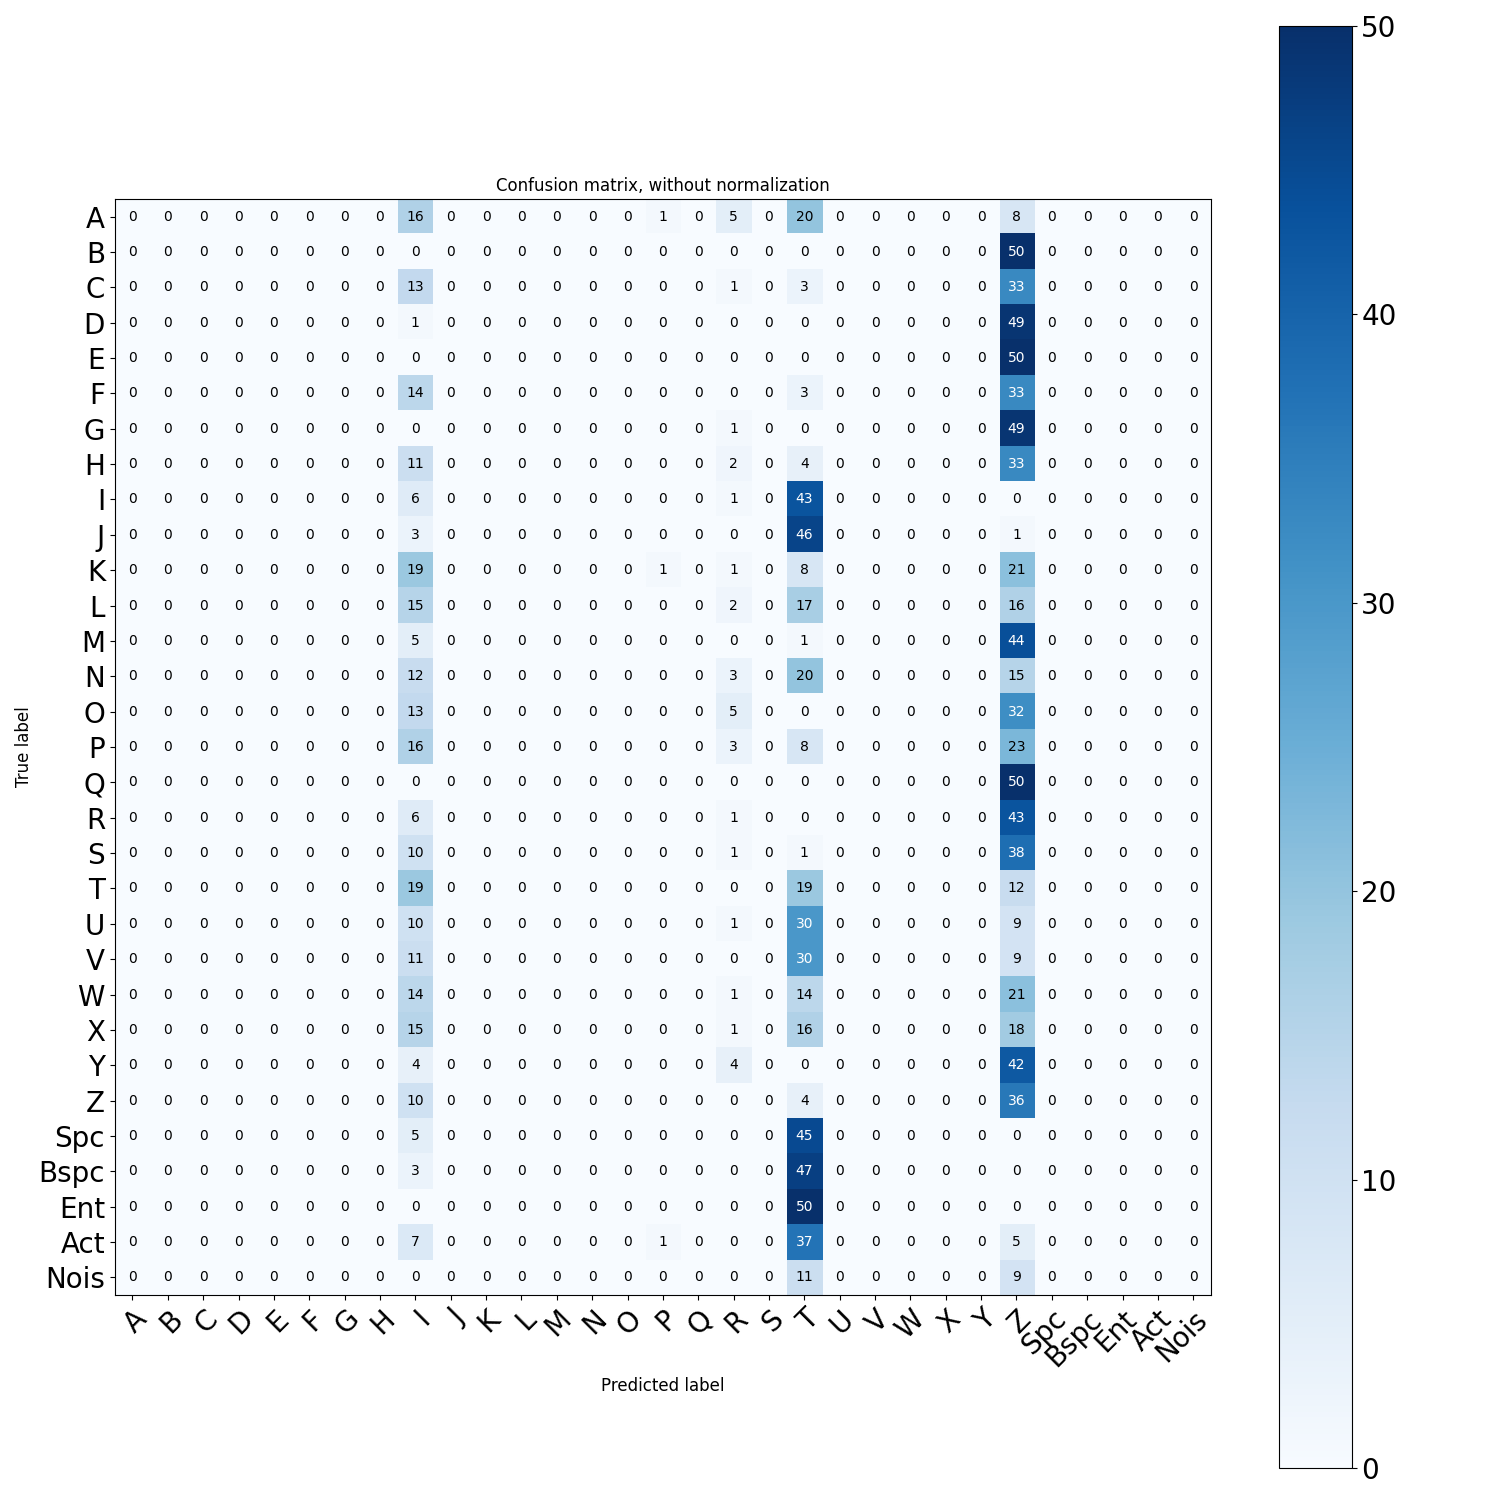 Confusion matrix, without normalization
A 0 0 0 0 0 0 0 0 16 0 0 0 0 0 0 1 0 5 0 20 0 0 0 0 0 8 0 0 0 0 0
B 0 0 0 0 0 0 0 0 0 0 0 0 0 0 0 0 0 0 0 0 0 0 0 0 0 50 0 0 0 0 0
C 0 0 0 0 0 0 0 0 13 0 0 0 0 0 0 0 0 1 0 3 0 0 0 0 0 33 0 0 0 0 0
D 0 0 0 0 0 0 0 0 1 0 0 0 0 0 0 0 0 0 0 0 0 0 0 0 0 49 0 0 0 0 0
E 0 0 0 0 0 0 0 0 0 0 0 0 0 0 0 0 0 0 0 0 0 0 0 0 0 50 0 0 0 0 0
F 0 0 0 0 0 0 0 0 14 0 0 0 0 0 0 0 0 0 0 3 0 0 0 0 0 33 0 0 0 0 0
G 0 0 0 0 0 0 0 0 0 0 0 0 0 0 0 0 0 1 0 0 0 0 0 0 0 49 0 0 0 0 0
H 0 0 0 0 0 0 0 0 11 0 0 0 0 0 0 0 0 2 0 4 0 0 0 0 0 33 0 0 0 0 0
I 0 0 0 0 0 0 0 0 6 0 0 0 0 0 0 0 0 1 0 43 0 0 0 0 0 0 0 0 0 0 0
J 0 0 0 0 0 0 0 0 3 0 0 0 0 0 0 0 0 0 0 46 0 0 0 0 0 1 0 0 0 0 0
K 0 0 0 0 0 0 0 0 19 0 0 0 0 0 0 1 0 1 0 8 0 0 0 0 0 21 0 0 0 0 0
L 0 0 0 0 0 0 0 0 15 0 0 0 0 0 0 0 0 2 0 17 0 0 0 0 0 16 0 0 0 0 0
M 0 0 0 0 0 0 0 0 5 0 0 0 0 0 0 0 0 0 0 1 0 0 0 0 0 44 0 0 0 0 0
N 0 0 0 0 0 0 0 0 12 0 0 0 0 0 0 0 0 3 0 20 0 0 0 0 0 15 0 0 0 0 0
O 0 0 0 0 0 0 0 0 13 0 0 0 0 0 0 0 0 5 0 0 0 0 0 0 0 32 0 0 0 0 0
P 0 0 0 0 0 0 0 0 16 0 0 0 0 0 0 0 0 3 0 8 0 0 0 0 0 23 0 0 0 0 0
Q 0 0 0 0 0 0 0 0 0 0 0 0 0 0 0 0 0 0 0 0 0 0 0 0 0 50 0 0 0 0 0
R 0 0 0 0 0 0 0 0 6 0 0 0 0 0 0 0 0 1 0 0 0 0 0 0 0 43 0 0 0 0 0
S 0 0 0 0 0 0 0 0 10 0 0 0 0 0 0 0 0 1 0 1 0 0 0 0 0 38 0 0 0 0 0
T 0 0 0 0 0 0 0 0 19 0 0 0 0 0 0 0 0 0 0 19 0 0 0 0 0 12 0 0 0 0 0
U 0 0 0 0 0 0 0 0 10 0 0 0 0 0 0 0 0 1 0 30 0 0 0 0 0 9 0 0 0 0 0
V 0 0 0 0 0 0 0 0 11 0 0 0 0 0 0 0 0 0 0 30 0 0 0 0 0 9 0 0 0 0 0
W 0 0 0 0 0 0 0 0 14 0 0 0 0 0 0 0 0 1 0 14 0 0 0 0 0 21 0 0 0 0 0
X 0 0 0 0 0 0 0 0 15 0 0 0 0 0 0 0 0 1 0 16 0 0 0 0 0 18 0 0 0 0 0
Y 0 0 0 0 0 0 0 0 4 0 0 0 0 0 0 0 0 4 0 0 0 0 0 0 0 42 0 0 0 0 0
Z 0 0 0 0 0 0 0 0 10 0 0 0 0 0 0 0 0 0 0 4 0 0 0 0 0 36 0 0 0 0 0
Spc 0 0 0 0 0 0 0 0 5 0 0 0 0 0 0 0 0 0 0 45 0 0 0 0 0 0 0 0 0 0 0
Bspc 0 0 0 0 0 0 0 0 3 0 0 0 0 0 0 0 0 0 0 47 0 0 0 0 0 0 0 0 0 0 0
Ent 0 0 0 0 0 0 0 0 0 0 0 0 0 0 0 0 0 0 0 50 0 0 0 0 0 0 0 0 0 0 0
Act 0 0 0 0 0 0 0 0 7 0 0 0 0 0 0 1 0 0 0 37 0 0 0 0 0 5 0 0 0 0 0
Nois 0 0 0 0 0 0 0 0 0 0 0 0 0 0 0 0 0 0 0 11 0 0 0 0 0 9 0 0 0 0 0
A B C D E F G H I J K L M N O P Q R S T U V W X Y Z Spc Bspc Ent Act Nois
Predicted label
True label
50
40
30
20
10
0